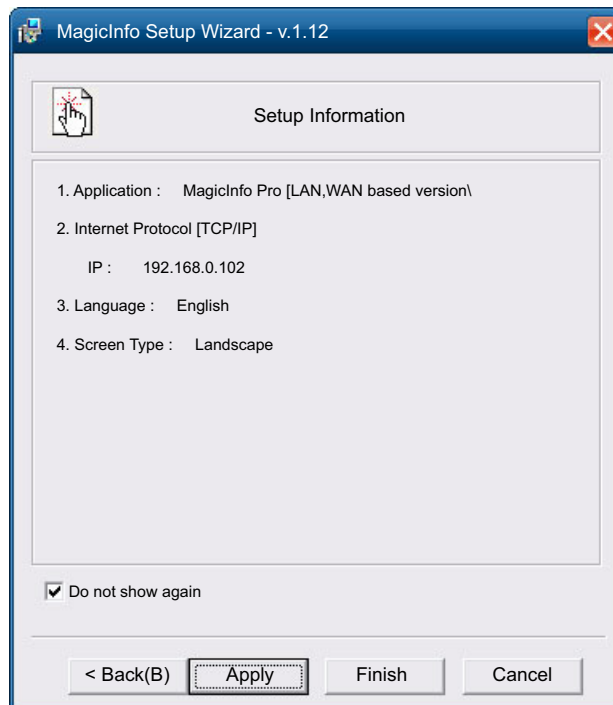 MagicInfo Setup Wizard - v.1.12
Setup Information
1. Application : MagicInfo Pro [LAN,WAN based version\
2. Internet Protocol [TCP/IP]
IP : 192.168.0.102
3. Language : English
4. Screen Type : Landscape
Do not show again
< Back(B) Apply Finish Cancel